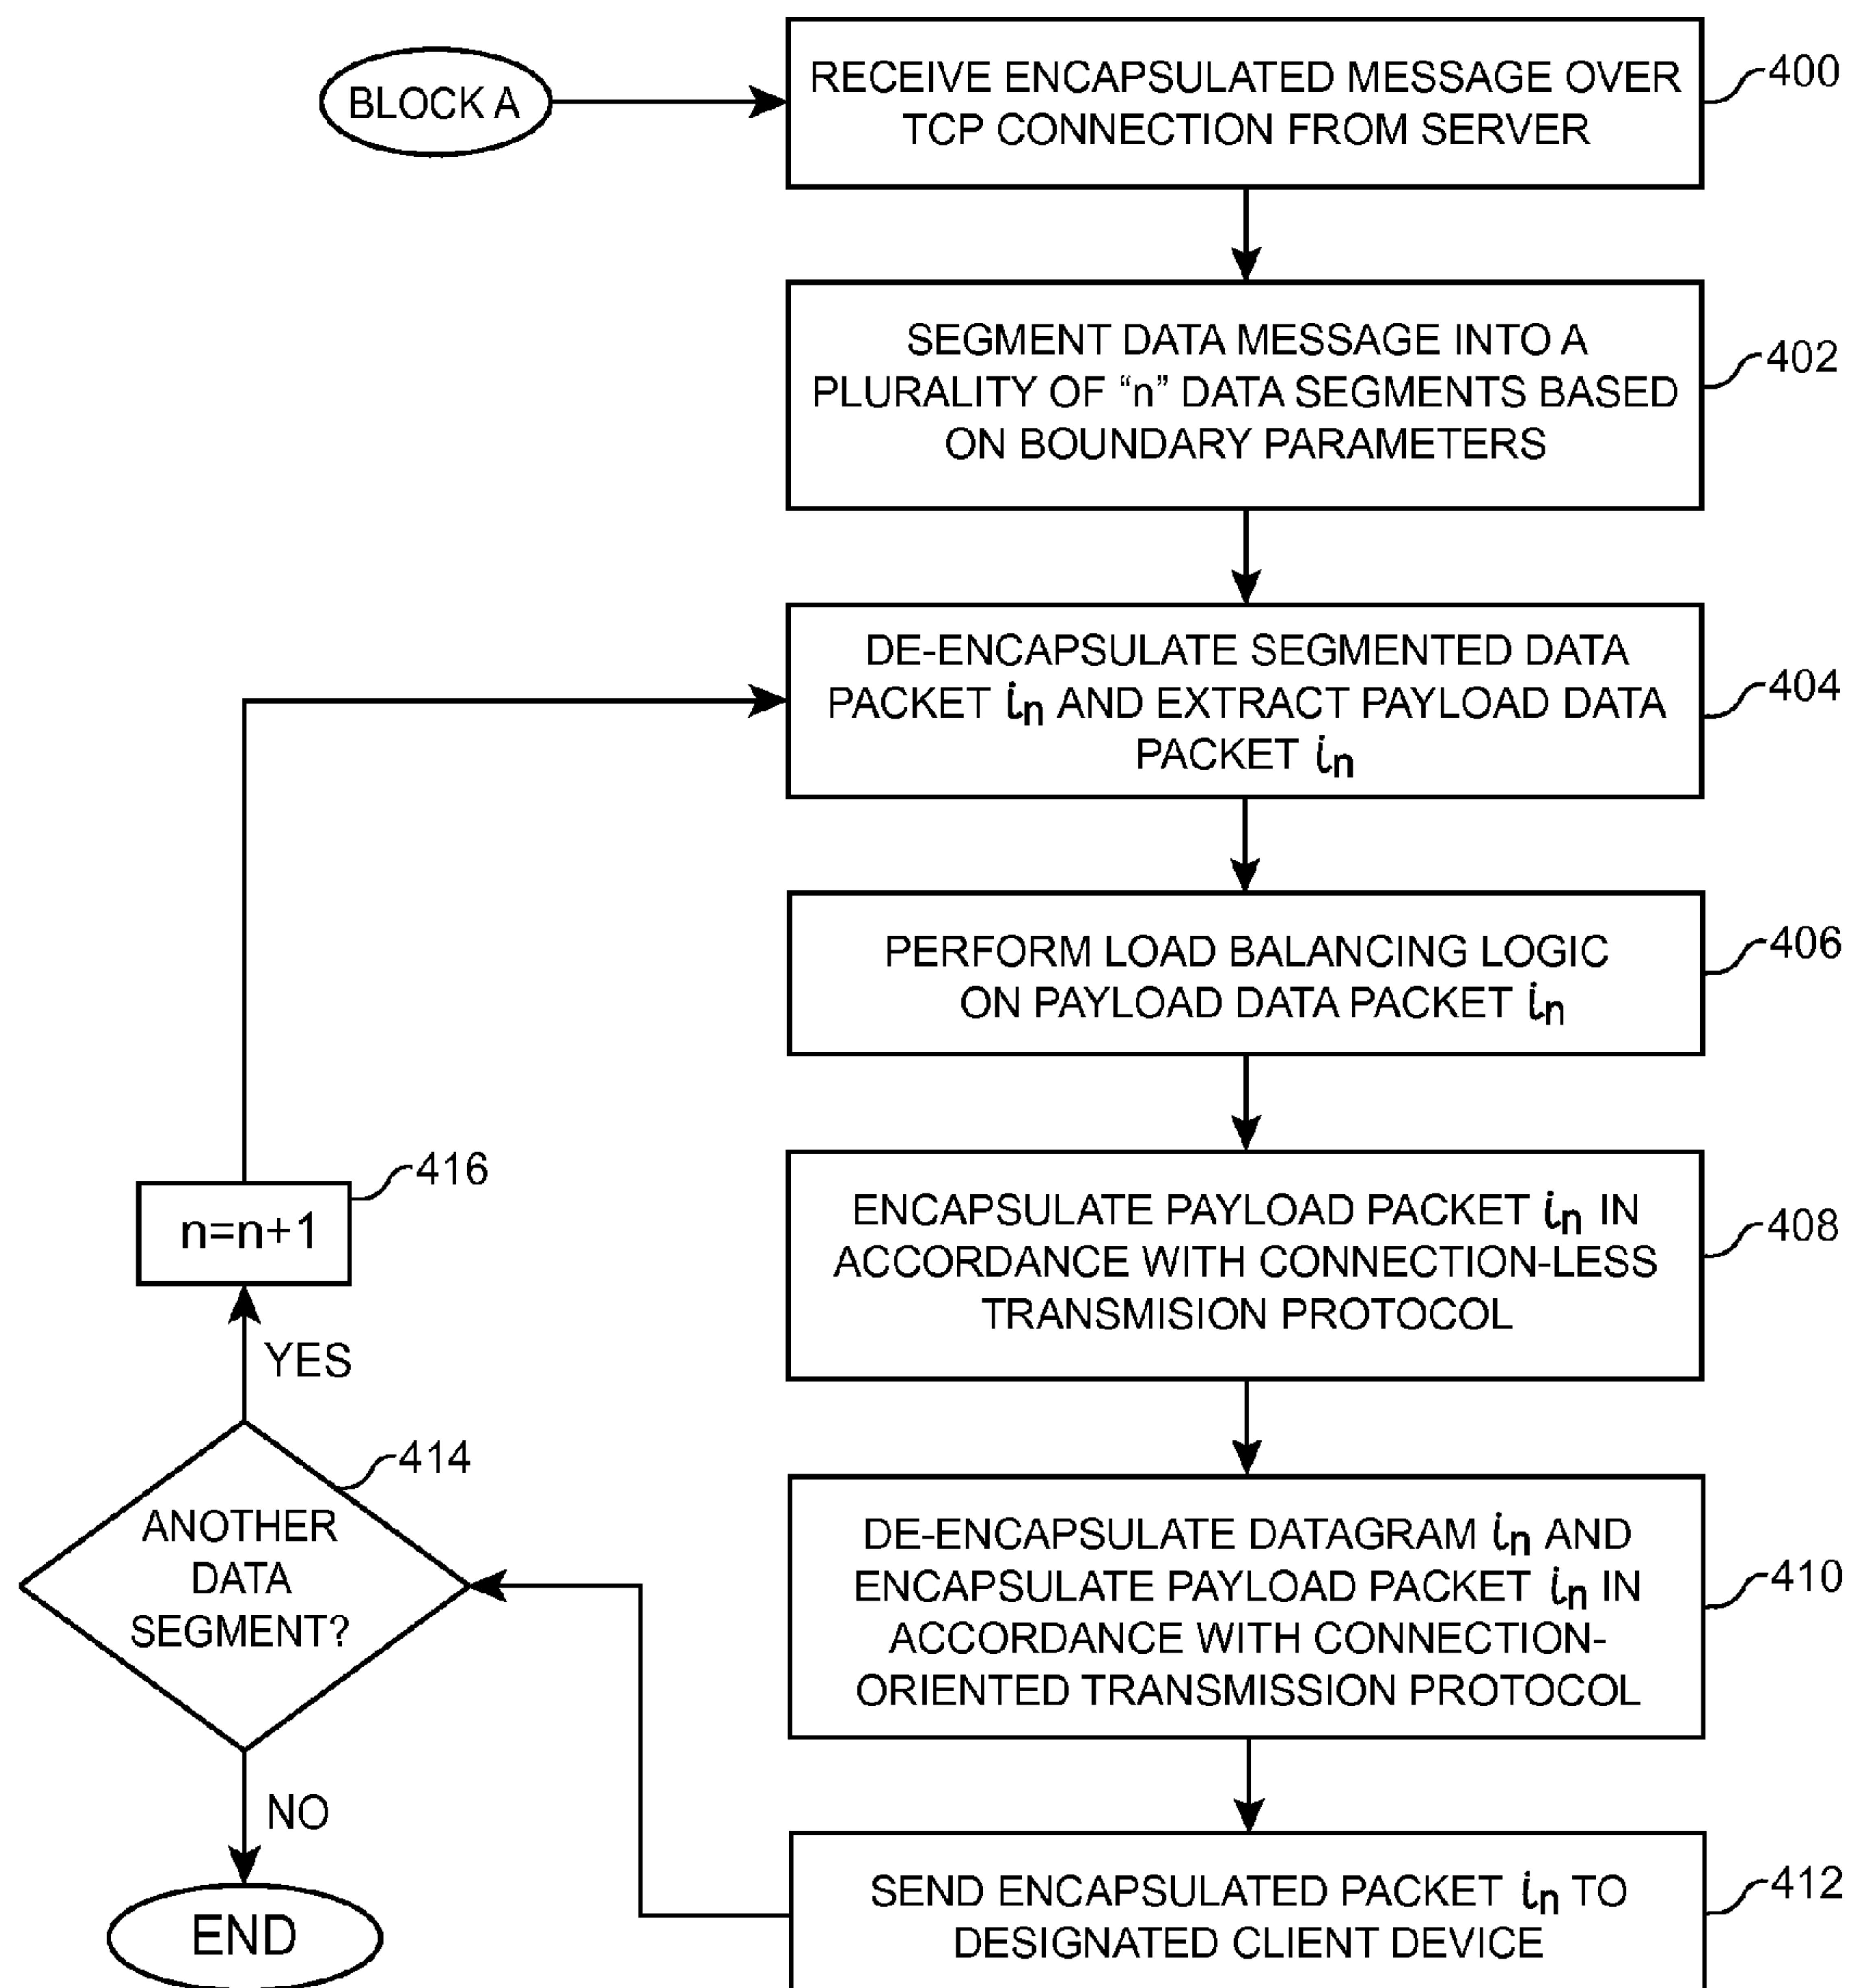 BLOCK A
RECEIVE ENCAPSULATED MESSAGE OVER
TCP CONNECTION FROM SERVER
400
SEGMENT DATA MESSAGE INTO A
PLURALITY OF “n” DATA SEGMENTS BASED
ON BOUNDARY PARAMETERS
402
DE-ENCAPSULATE SEGMENTED DATA
PACKET in AND EXTRACT PAYLOAD DATA
PACKET in
404
PERFORM LOAD BALANCING LOGIC
ON PAYLOAD DATA PACKET in
406
ENCAPSULATE PAYLOAD PACKET in IN
ACCORDANCE WITH CONNECTION-LESS
TRANSMISION PROTOCOL
408
DE-ENCAPSULATE DATAGRAM in AND
ENCAPSULATE PAYLOAD PACKET in IN
ACCORDANCE WITH CONNECTION-
ORIENTED TRANSMISSION PROTOCOL
410
SEND ENCAPSULATED PACKET in TO
DESIGNATED CLIENT DEVICE
412
ANOTHER
DATA
SEGMENT?
414
YES
n=n+1
416
NO
END